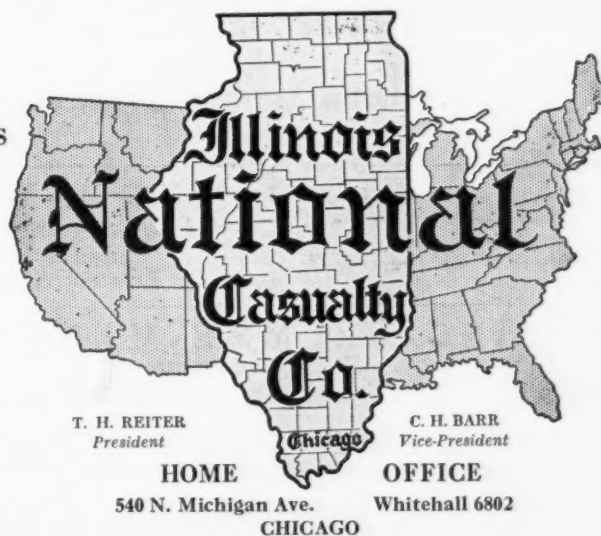 Illinois
National
Casualty
Co.
Chicago
T. H. REITER
President
C. H. BARR
Vice-President
HOME OFFICE
540 N. Michigan Ave. Whitehall 6802
CHICAGO